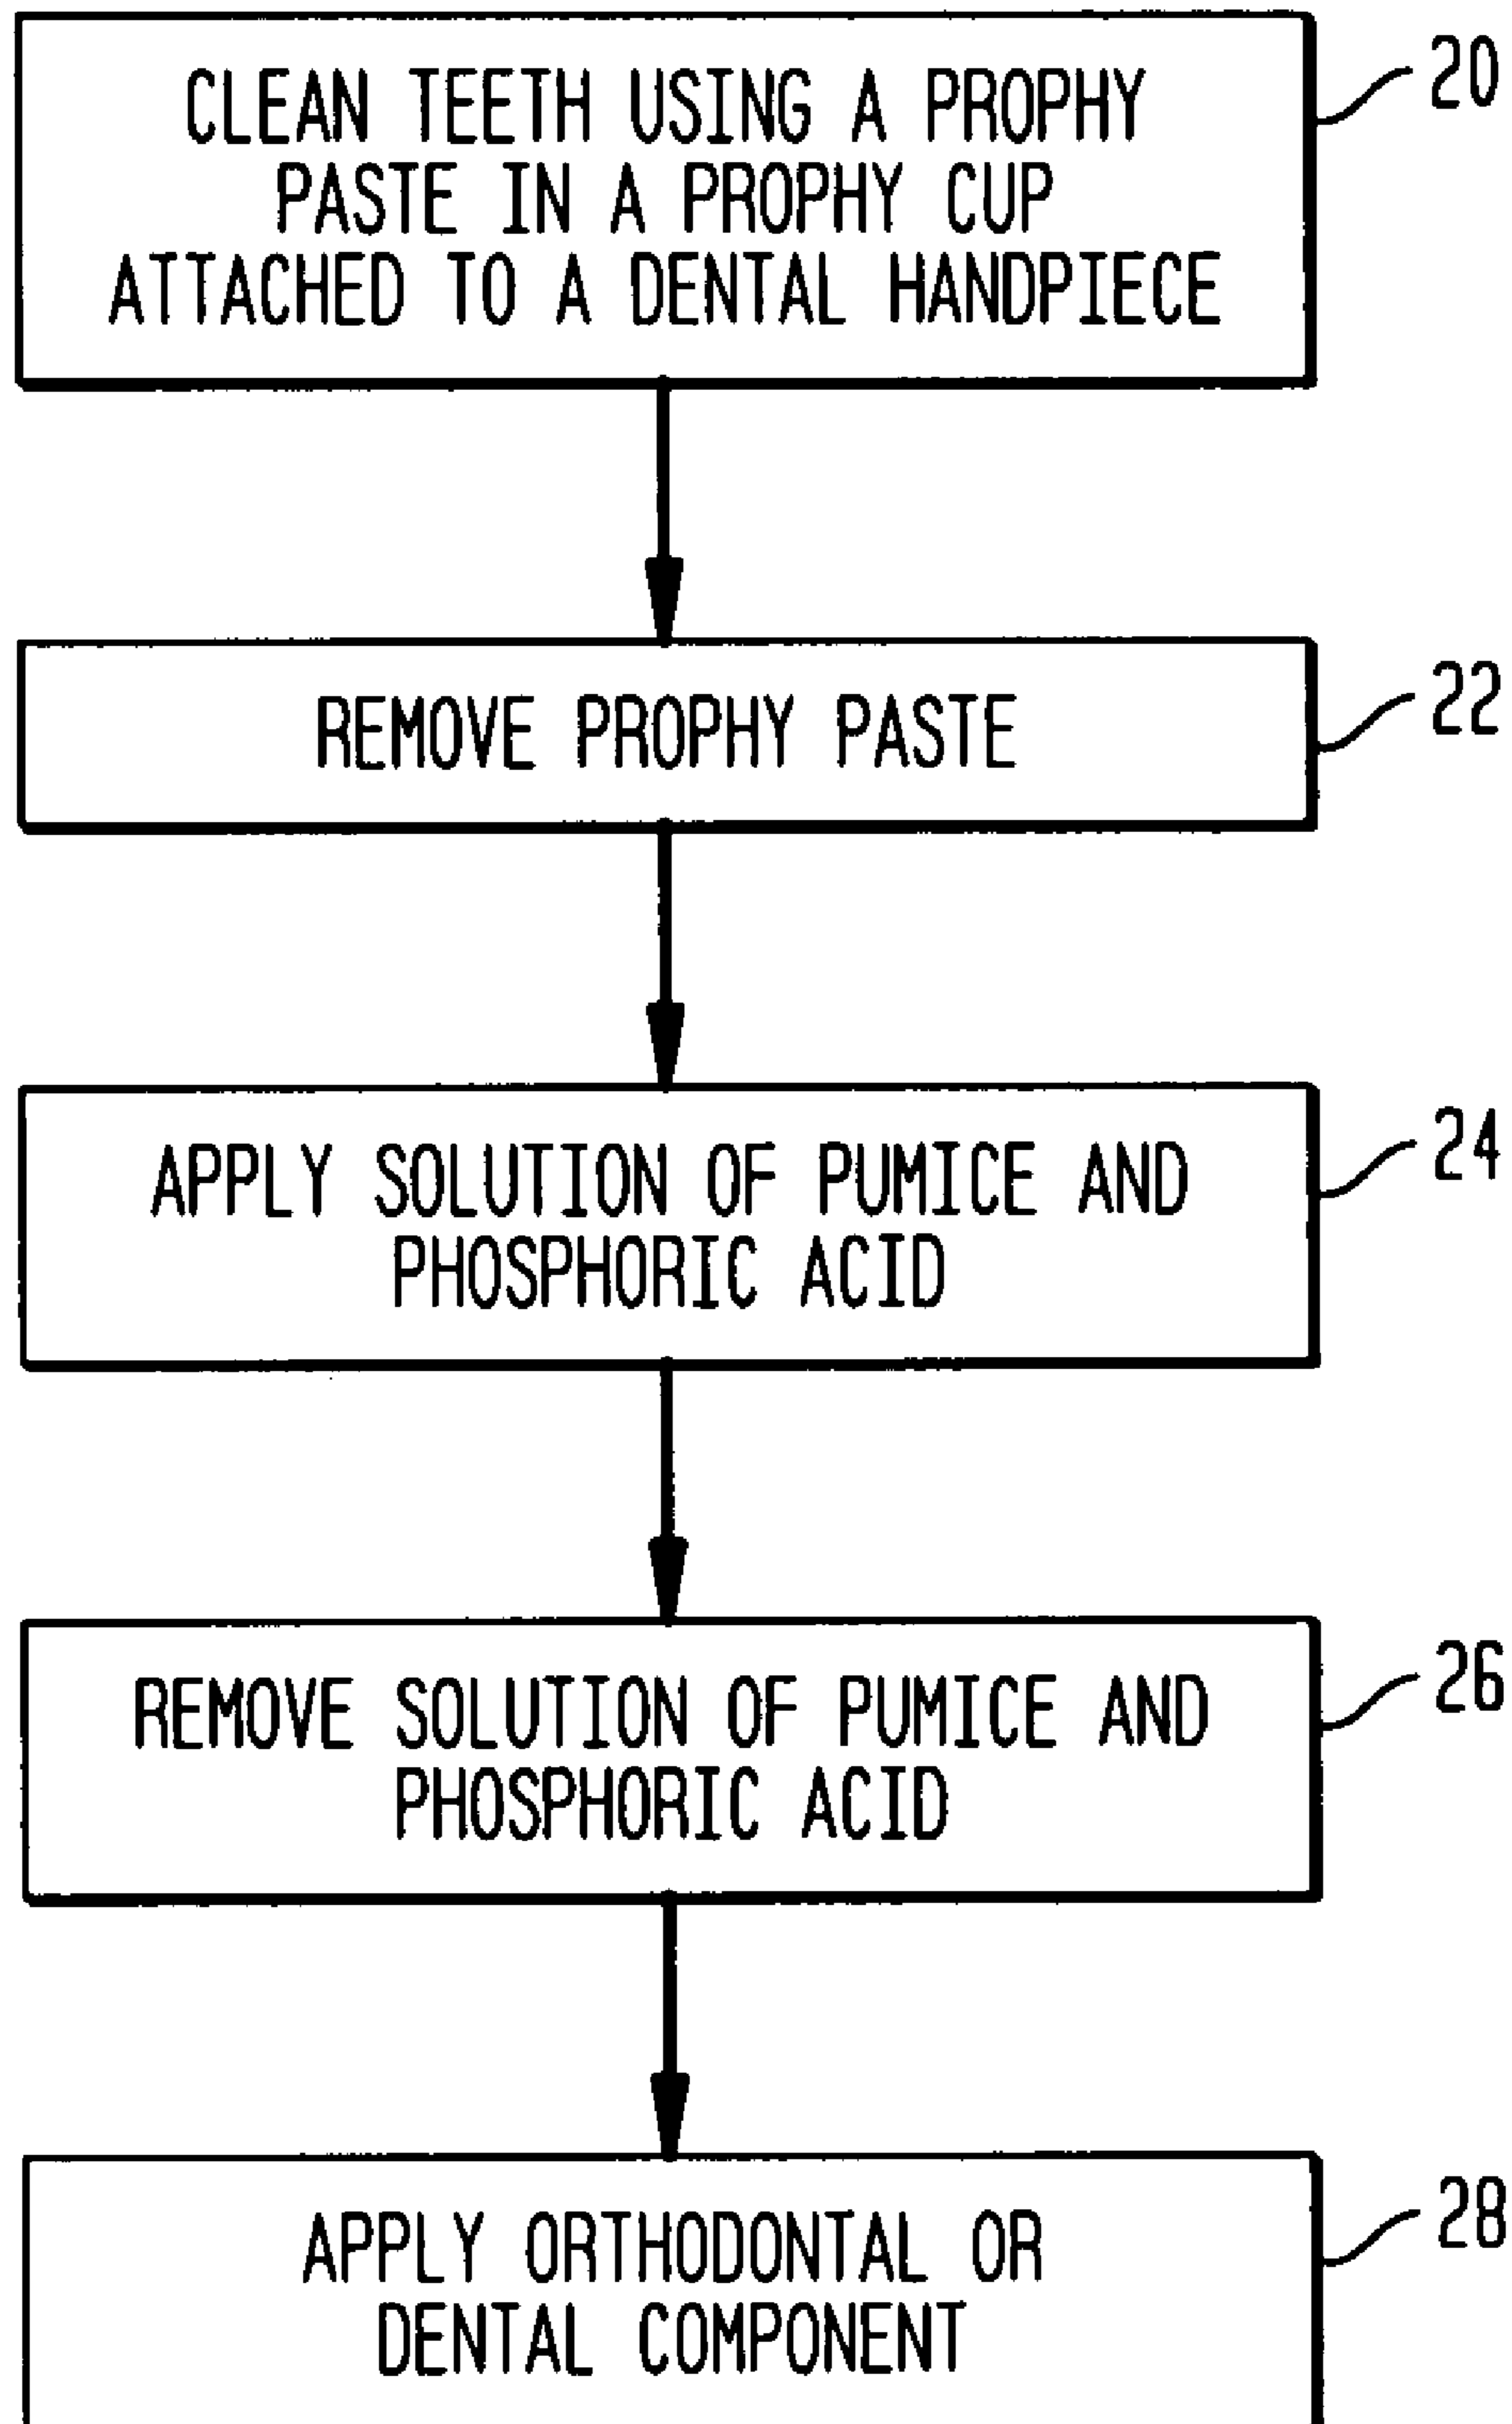 CLEAN TEETH USING A PROPHY
PASTE IN A PROPHY CUP
ATTACHED TO A DENTAL HANDPIECE
20
REMOVE PROPHY PASTE
22
APPLY SOLUTION OF PUMICE AND
PHOSPHORIC ACID
24
REMOVE SOLUTION OF PUMICE AND
PHOSPHORIC ACID
26
APPLY ORTHODONTAL OR
DENTAL COMPONENT
28